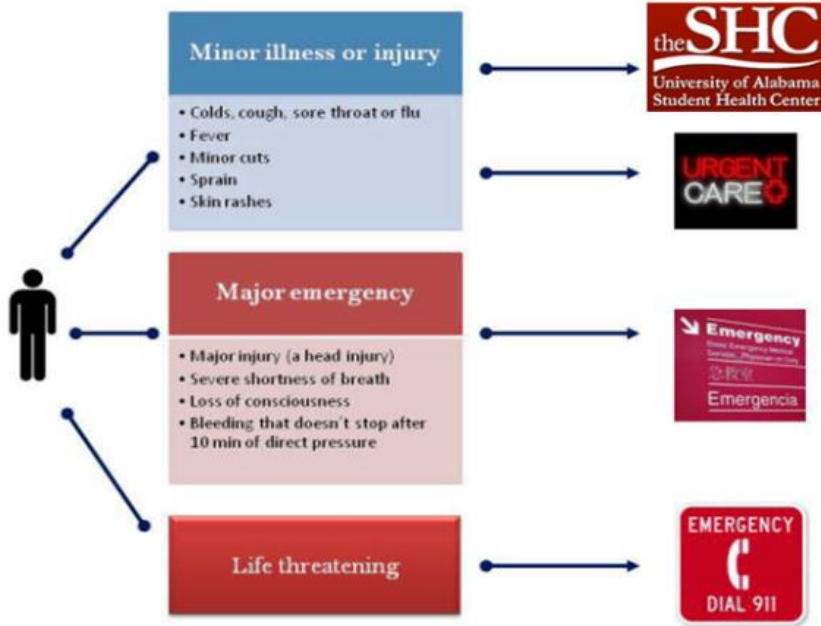 Minor illness or injury
• Colds, cough, sore throat or flu
• Fever
• Minor cuts
• Sprain
• Skin rashes
the SHC
University of Alabama
Student Health Center
URGENT
CARE
Major emergency
• Major injury (a head injury)
• Severe shortness of breath
• Loss of consciousness
• Bleeding that doesn't stop after
10 min of direct pressure
Emergency
Emergencia
Life threatening
EMERGENCY
DIAL 911